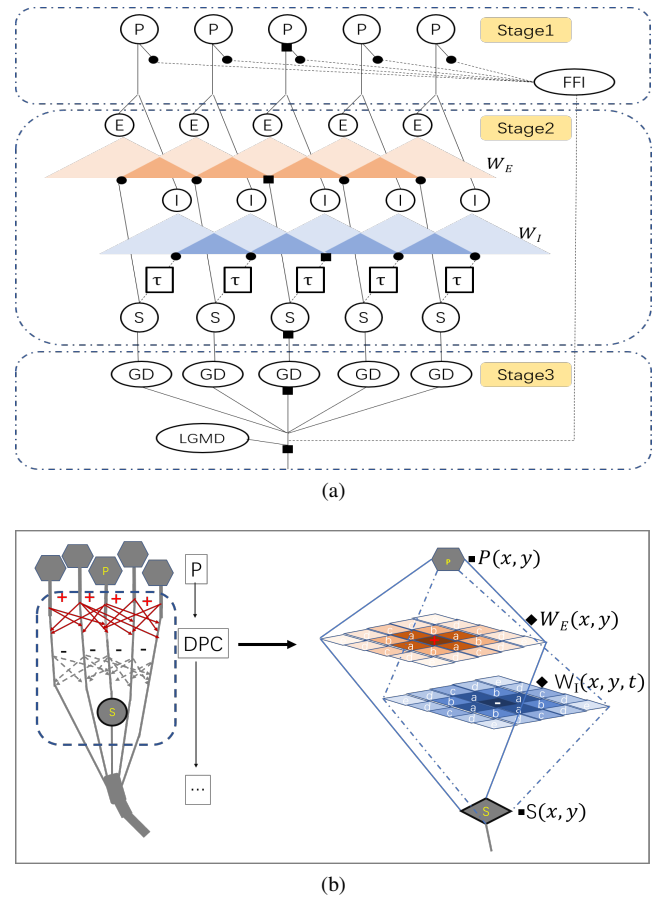 P P P P P Stage1
FFI
E E E E E Stage2
W_E
I I I I I
W_I
τ τ τ τ τ
S S S S S
GD GD GD GD GD Stage3
LGMD
(a)
P P P(x, y)
P
+ + + +
W_E(x, y)
DPC
a a
b a b
- - - -
W_I(x, y, t)
-
S
...
S S(x, y)
(b)